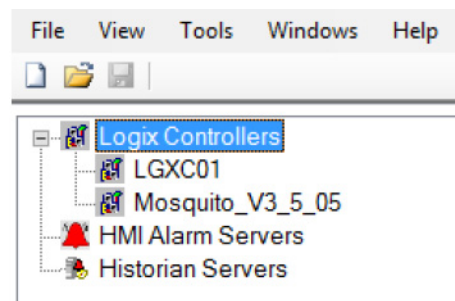 File View Tools Windows Help
Logix Controllers
LGXC01
Mosquito_V3_5_05
HMI Alarm Servers
Historian Servers